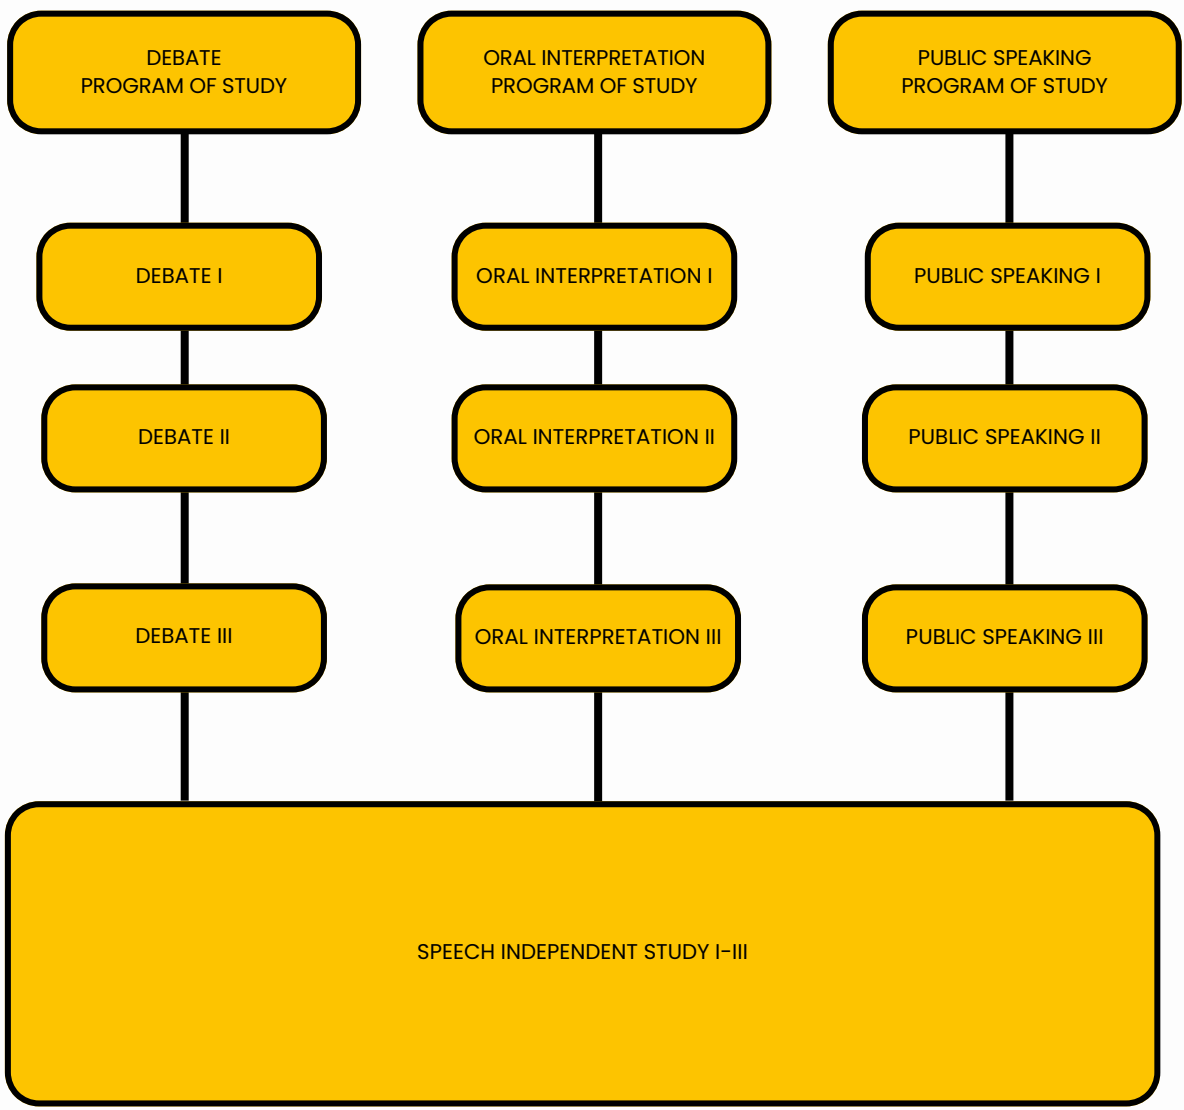 DEBATE
PROGRAM OF STUDY
ORAL INTERPRETATION
PROGRAM OF STUDY
PUBLIC SPEAKING
PROGRAM OF STUDY
DEBATE I
ORAL INTERPRETATION I
PUBLIC SPEAKING I
DEBATE II
ORAL INTERPRETATION II
PUBLIC SPEAKING II
DEBATE III
ORAL INTERPRETATION III
PUBLIC SPEAKING III
SPEECH INDEPENDENT STUDY I-III